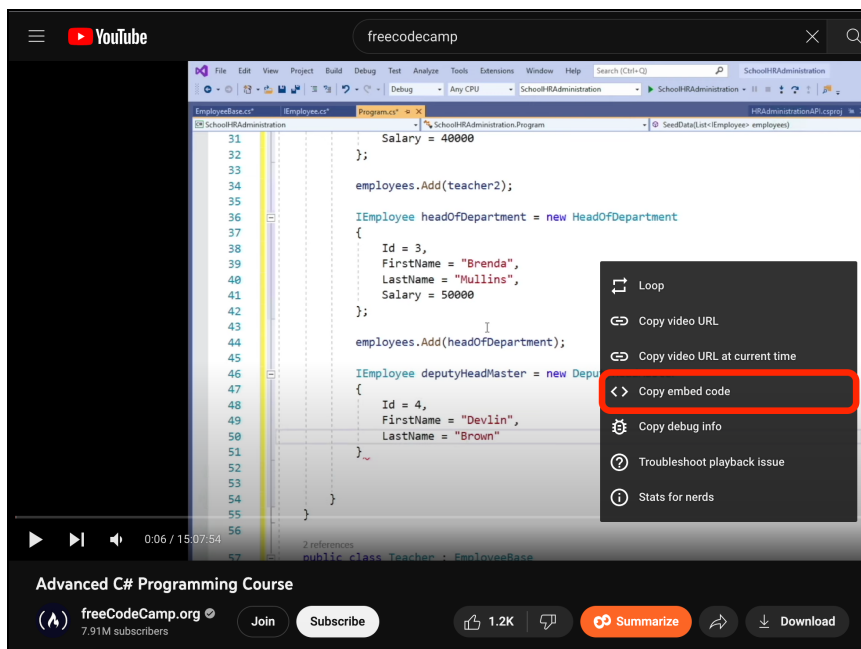 YouTube
freecodecamp
File Edit View Project Build Debug Test Analyze Tools Extensions Window Help Search (Ctrl+Q) SchoolHRAdministration
Debug Any CPU SchoolHRAdministration SchoolHRAdministration
EmployeeBase.cs* IEmployee.cs* Program.cs* HRAdministrationAPI.csproj
SchoolHRAdministration SchoolHRAdministration.Program SeedData(List<IEmployee> employees)
31 Salary = 40000
32 };
33
34 employees.Add(teacher2);
35
36 IEmployee headOfDepartment = new HeadOfDepartment
37 {
38 Id = 3,
39 FirstName = "Brenda",
40 LastName = "Mullins",
41 Salary = 50000
42 };
43
44 employees.Add(headOfDepartment);
45
46 IEmployee deputyHeadMaster = new Depu
47 {
48 Id = 4,
49 FirstName = "Devlin",
50 LastName = "Brown"
51 }
52
53
54 }
55 }
56
2 references
57 public class Teacher : EmployeeBase
Loop
Copy video URL
Copy video URL at current time
Copy embed code
Copy debug info
Troubleshoot playback issue
Stats for nerds
0:06 / 15:07:54
Advanced C# Programming Course
freeCodeCamp.org
7.91M subscribers
Join
Subscribe
1.2K
Summarize
Download